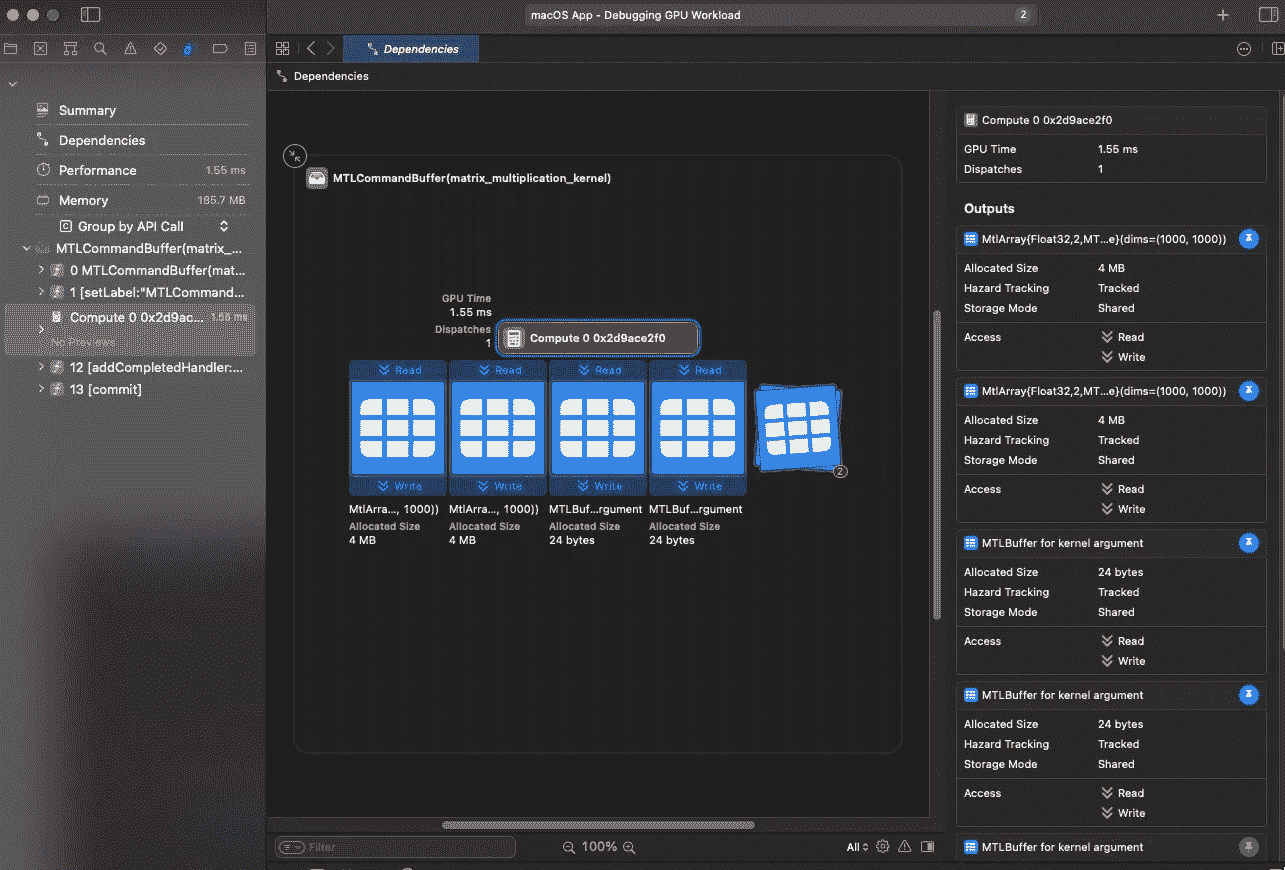 macOS App - Debugging GPU Workload
2
Dependencies
Dependencies
Summary
Dependencies
Performance 1.55 ms
Memory 185.7 MB
Group by API Call
MTLCommandBuffer(matrix_...
0 MTLCommandBuffer(mat...
1 [setLabel:"MTLCommand...
Compute 0 0x2d9ac... 1.55 ms
No Previews
12 [addCompletedHandler:...
13 [commit]
MTLCommandBuffer(matrix_multiplication_kernel)
GPU Time
1.55 ms
Dispatches
1
Compute 0 0x2d9ace2f0
Read Read Read Read
Write Write Write Write
2
MtlArra..., 1000)) MtlArra..., 1000)) MTLBuf...rgument MTLBuf...rgument
Allocated Size Allocated Size Allocated Size Allocated Size
4 MB 4 MB 24 bytes 24 bytes
Filter
100%
All
Compute 0 0x2d9ace2f0
GPU Time 1.55 ms
Dispatches 1
Outputs
MtlArray{Float32,2,MT...e}(dims=(1000, 1000))
Allocated Size 4 MB
Hazard Tracking Tracked
Storage Mode Shared
Access Read
Write
MtlArray{Float32,2,MT...e}(dims=(1000, 1000))
Allocated Size 4 MB
Hazard Tracking Tracked
Storage Mode Shared
Access Read
Write
MTLBuffer for kernel argument
Allocated Size 24 bytes
Hazard Tracking Tracked
Storage Mode Shared
Access Read
Write
MTLBuffer for kernel argument
Allocated Size 24 bytes
Hazard Tracking Tracked
Storage Mode Shared
Access Read
Write
MTLBuffer for kernel argument